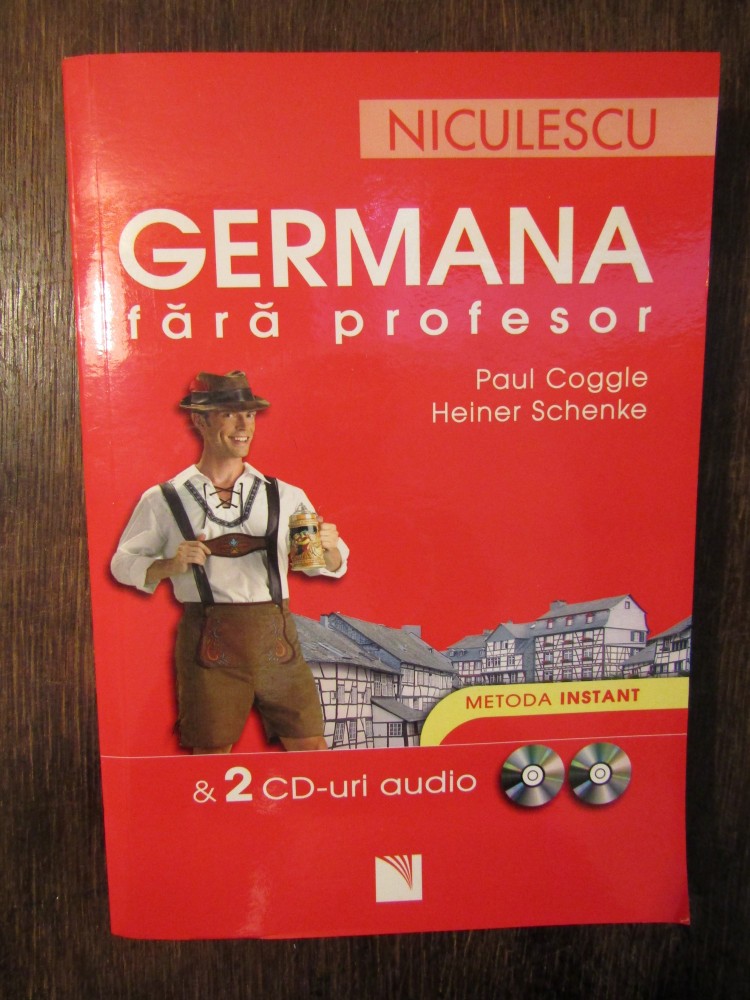 NICULESCU
GERMANA
fără profesor
Paul Coggle
Heiner Schenke
METODA INSTANT
& 2 CD-uri audio
N